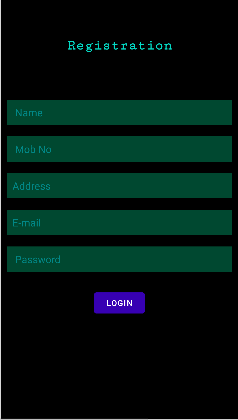 Registration
Name
Mob No
Address
E-mail
Password
LOGIN